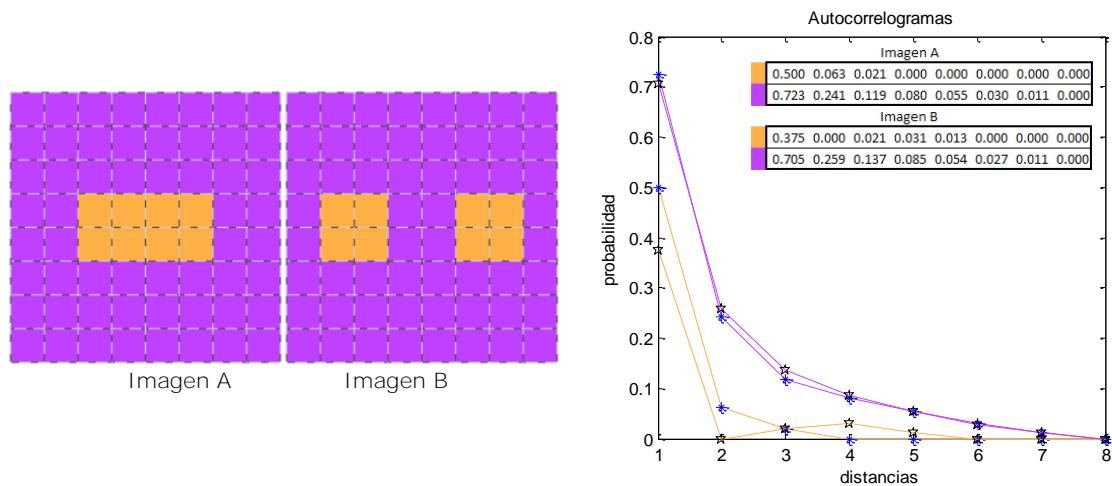 Imagen A
Imagen B
Autocorrelogramas
Imagen A
0.500 0.063 0.021 0.000 0.000 0.000 0.000 0.000
0.723 0.241 0.119 0.080 0.055 0.030 0.011 0.000
Imagen B
0.375 0.000 0.021 0.031 0.013 0.000 0.000 0.000
0.705 0.259 0.137 0.085 0.054 0.027 0.011 0.000
probabilidad
0.8
0.7
0.6
0.5
0.4
0.3
0.2
0.1
0
1 2 3 4 5 6 7 8
distancias